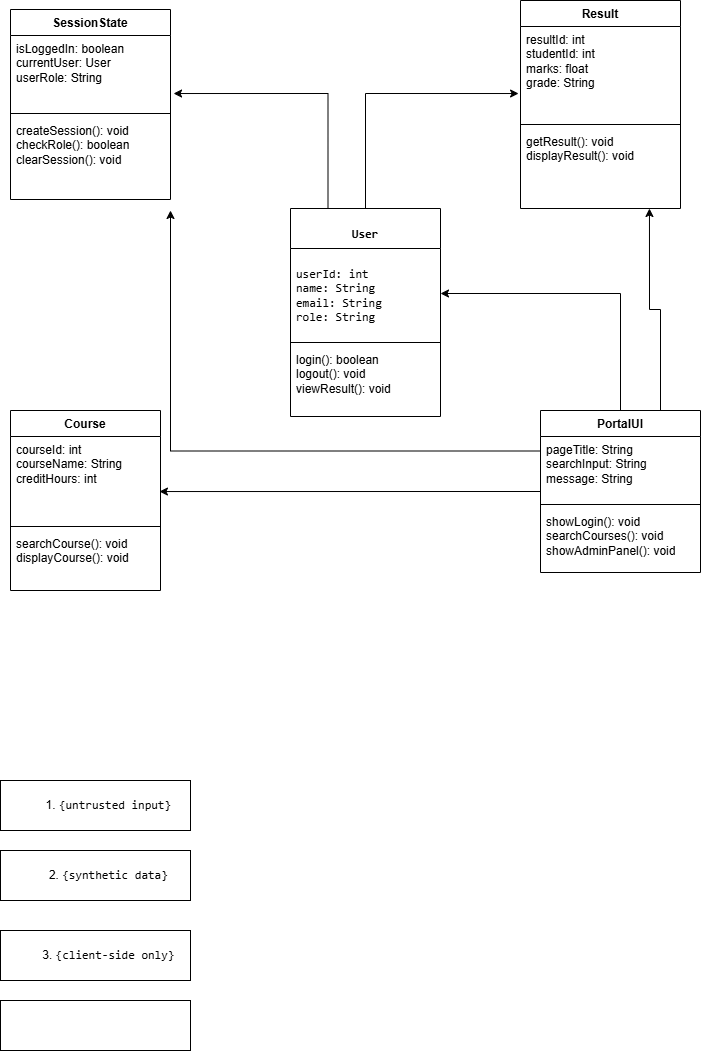 SessionState
isLoggedIn: boolean
currentUser: User
userRole: String
createSession(): void
checkRole(): boolean
clearSession(): void
Result
resultId: int
studentId: int
marks: float
grade: String
getResult(): void
displayResult(): void
User
userId: int
name: String
email: String
role: String
login(): boolean
logout(): void
viewResult(): void
Course
courseId: int
courseName: String
creditHours: int
searchCourse(): void
displayCourse(): void
PortalUI
pageTitle: String
searchInput: String
message: String
showLogin(): void
searchCourses(): void
showAdminPanel(): void
1. {untrusted input}
2. {synthetic data}
3. {client-side only}